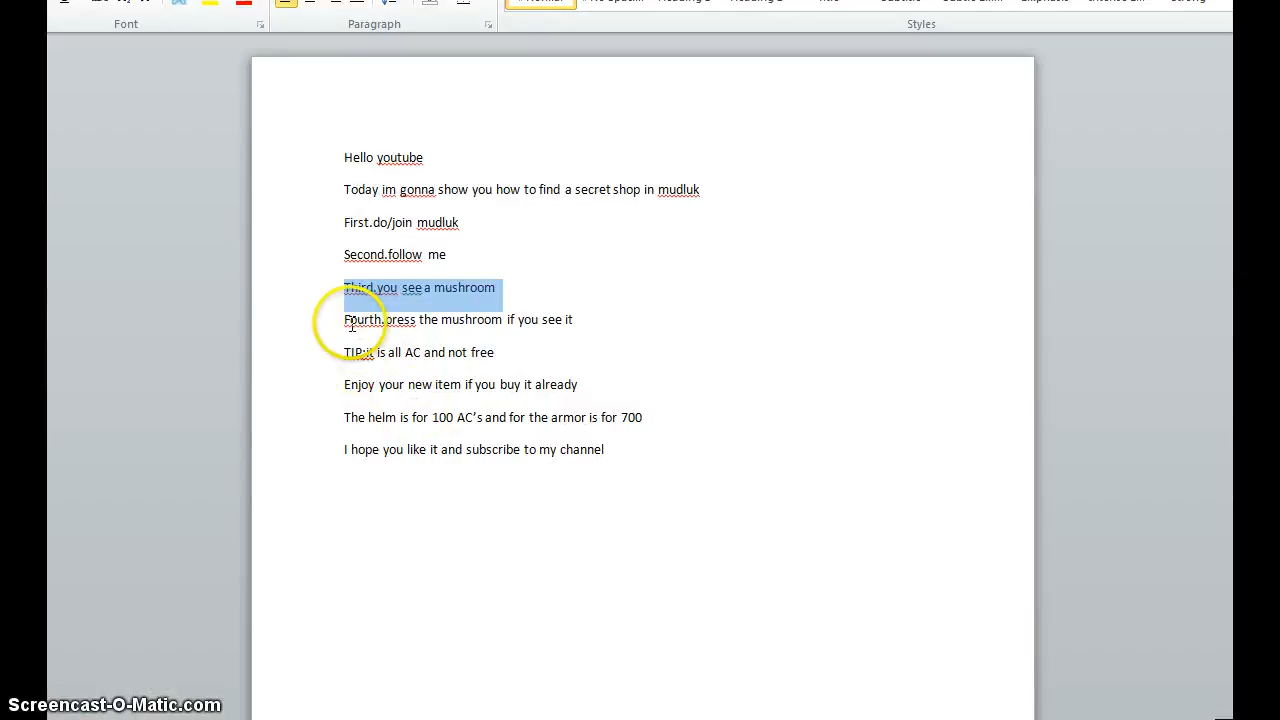 Font
Paragraph
Styles
Hello youtube
Today im gonna show you how to find a secret shop in mudluk
First.do/join mudluk
Second.follow me
Third.you see a mushroom
Fourth.press the mushroom if you see it
TIP:it is all AC and not free
Enjoy your new item if you buy it already
The helm is for 100 AC's and for the armor is for 700
I hope you like it and subscribe to my channel
Screencast-O-Matic.com